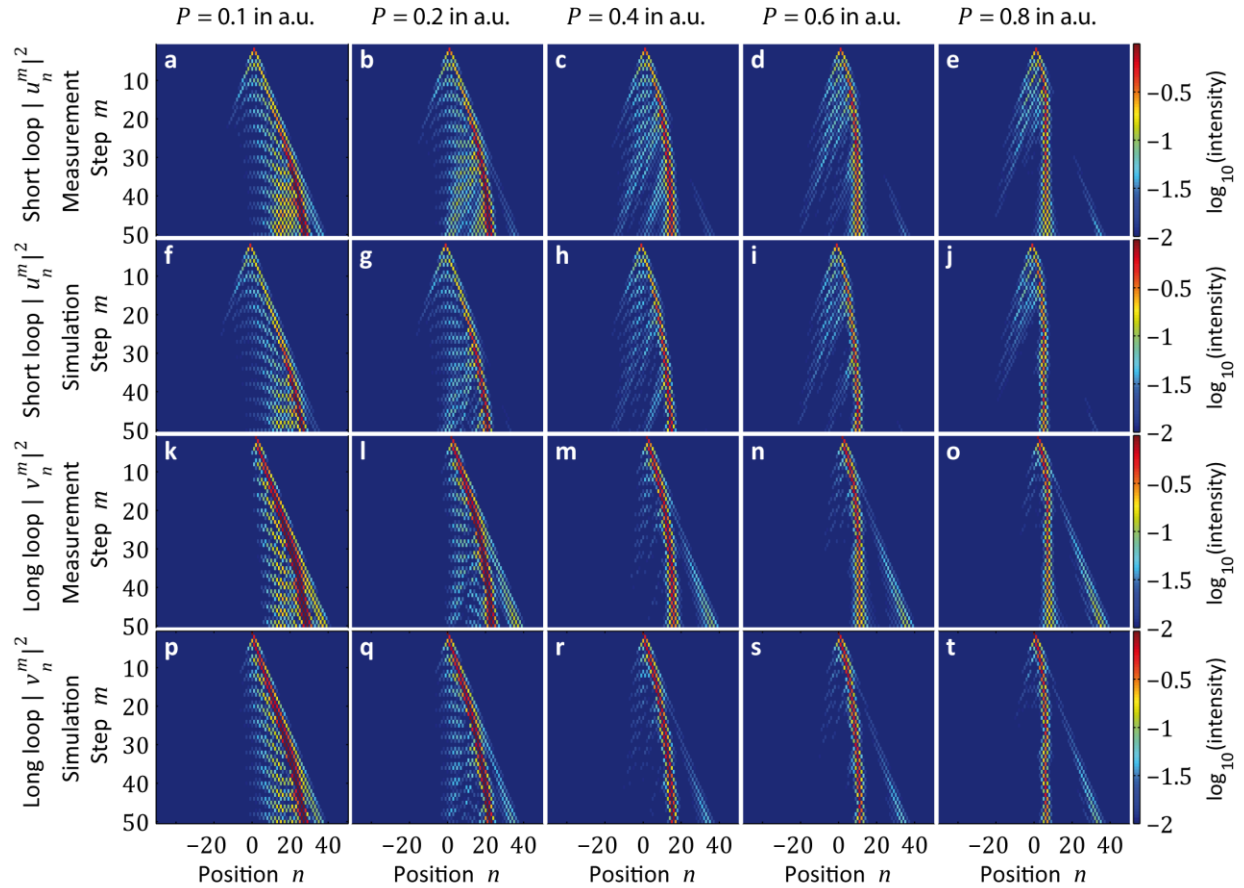 P = 0.1 in a.u. P = 0.2 in a.u. P = 0.4 in a.u. P = 0.6 in a.u. P = 0.8 in a.u.
Short loop | u_n^m |^2
Measurement
Step m
10
20
30
40
50
a b c d e
−0.5
−1
−1.5
−2
log10(intensity)
Short loop | u_n^m |^2
Simulation
Step m
10
20
30
40
50
f g h i j
−0.5
−1
−1.5
−2
log10(intensity)
Long loop | v_n^m |^2
Measurement
Step m
10
20
30
40
50
k l m n o
−0.5
−1
−1.5
−2
log10(intensity)
Long loop | v_n^m |^2
Simulation
Step m
10
20
30
40
50
p q r s t
−0.5
−1
−1.5
−2
log10(intensity)
−20 0 20 40 −20 0 20 40 −20 0 20 40 −20 0 20 40 −20 0 20 40
Position n Position n Position n Position n Position n